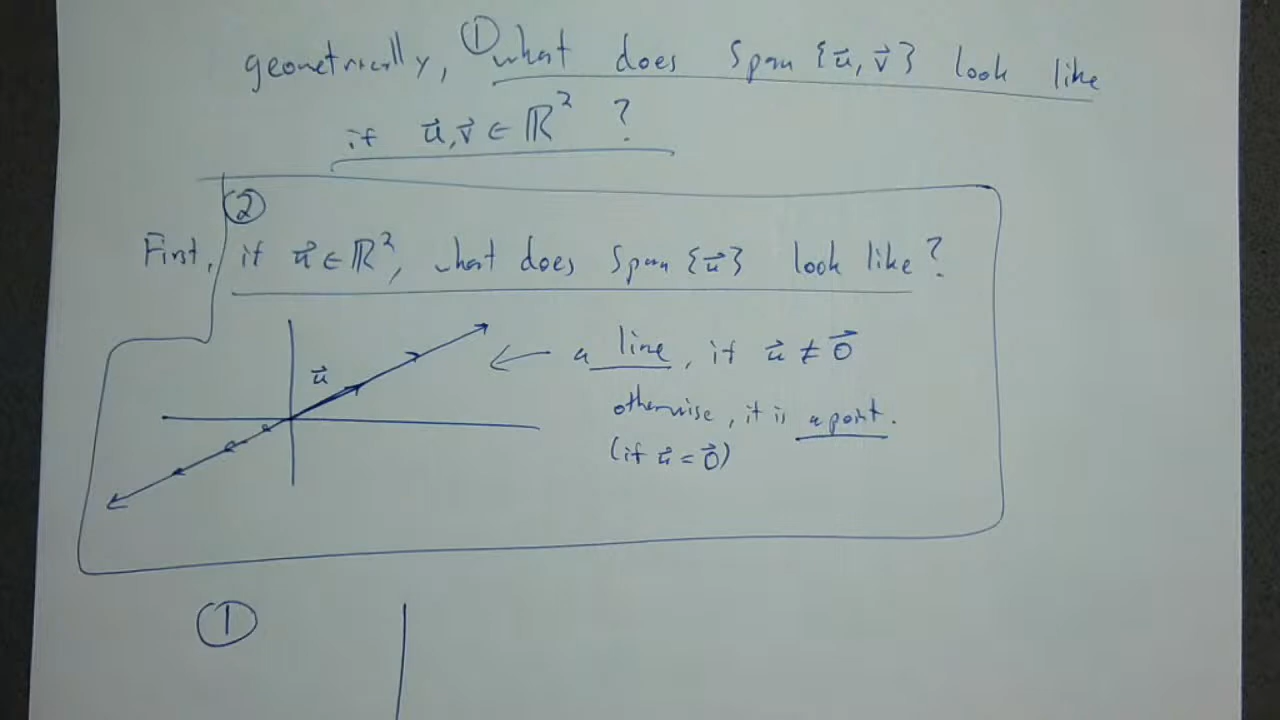 geometrically, ① what does Span {u⃗, v⃗} look like
if u⃗, v⃗ ∈ ℝ² ?
②
First, if u⃗ ∈ ℝ², what does Span {u⃗} look like?
u⃗
a line, if u⃗ ≠ 0⃗
otherwise, it is a point.
(if u⃗ = 0⃗)
①